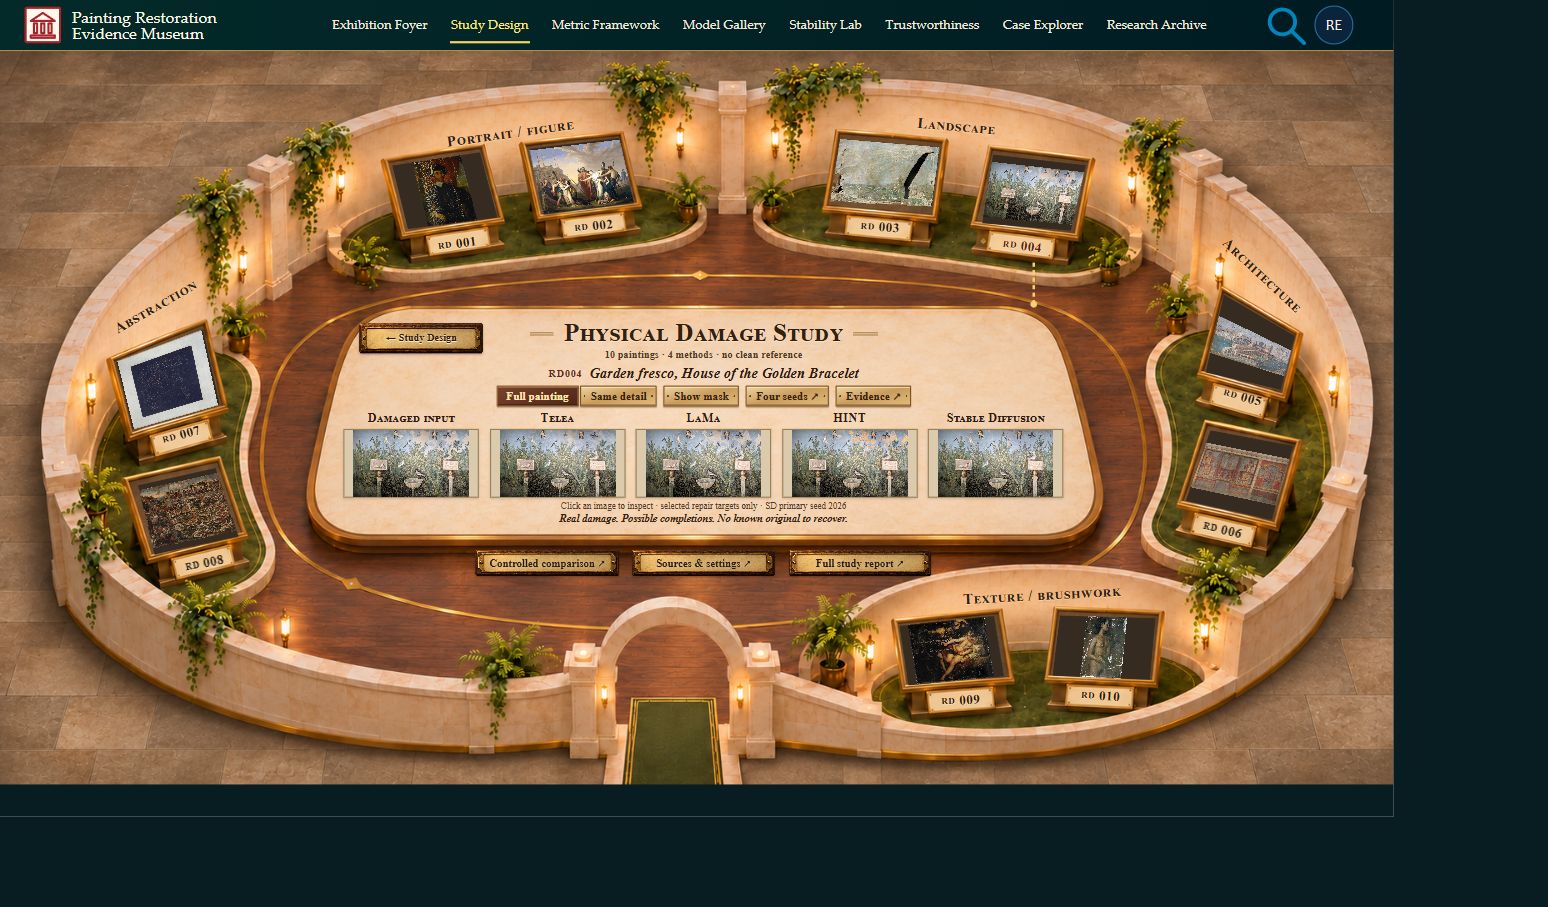 Painting Restoration
Evidence Museum
Exhibition Foyer
Study Design
Metric Framework
Model Gallery
Stability Lab
Trustworthiness
Case Explorer
Research Archive
RE
Portrait / figure
Landscape
RD 001
RD 002
RD 003
RD 004
Abstraction
Architecture
RD 007
RD 005
RD 008
RD 006
← Study Design
Physical Damage Study
10 paintings · 4 methods · no clean reference
RD004 Garden fresco, House of the Golden Bracelet
Full painting
· Same detail ·
· Show mask ·
· Four seeds ↗ ·
· Evidence ↗ ·
Damaged input
Telea
LaMa
HINT
Stable Diffusion
Click an image to inspect · selected repair targets only · SD primary seed 2026
Real damage. Possible completions. No known original to recover.
Controlled comparison ↗
Sources & settings ↗
Full study report ↗
Texture / brushwork
RD 009
RD 010